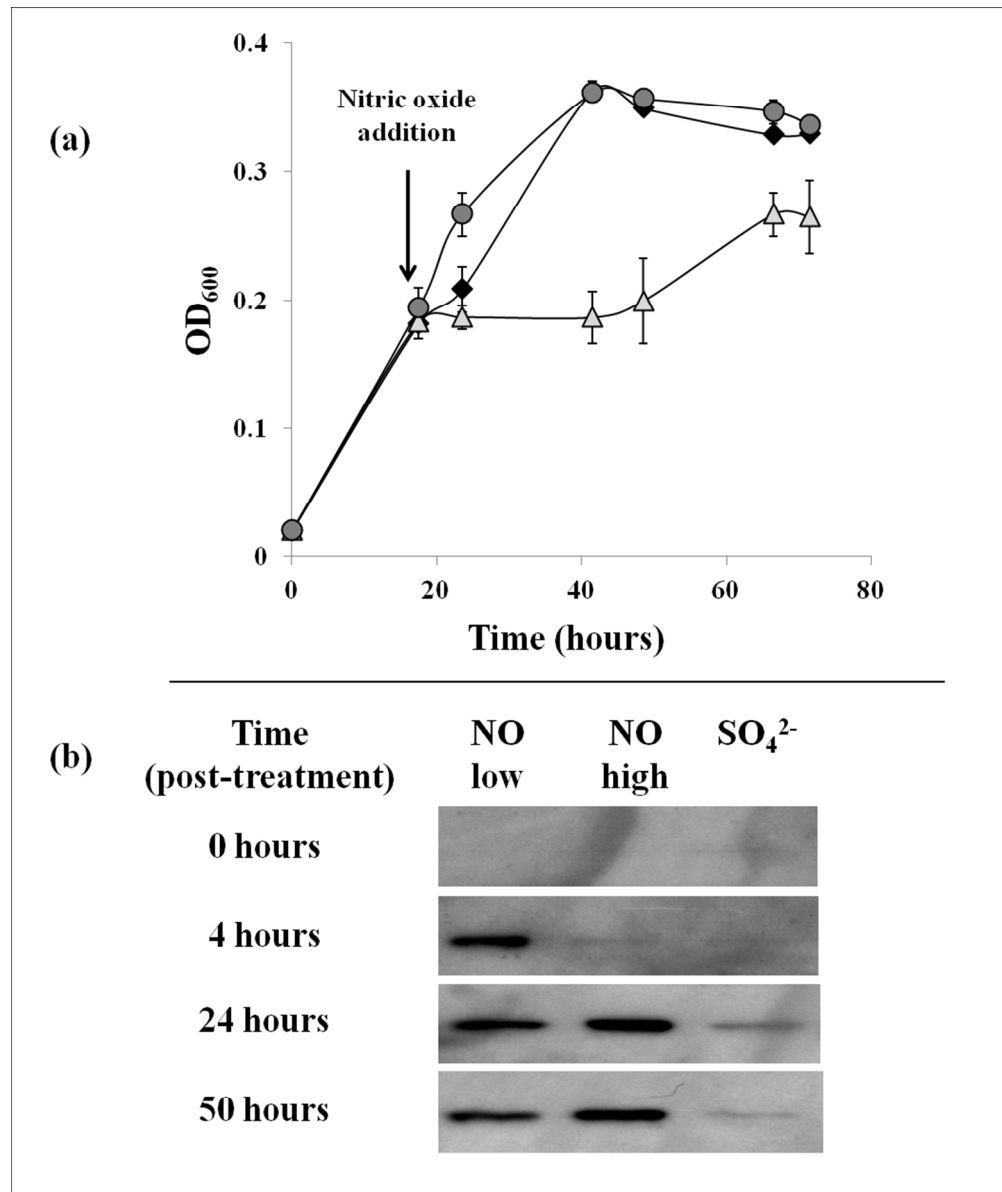 (a)
Nitric oxide
addition
OD₆₀₀
0.4
0.3
0.2
0.1
0
0
20
40
60
80
Time (hours)
(b)
Time
(post-treatment)
NO
low
NO
high
SO₄²⁻
0 hours
4 hours
24 hours
50 hours